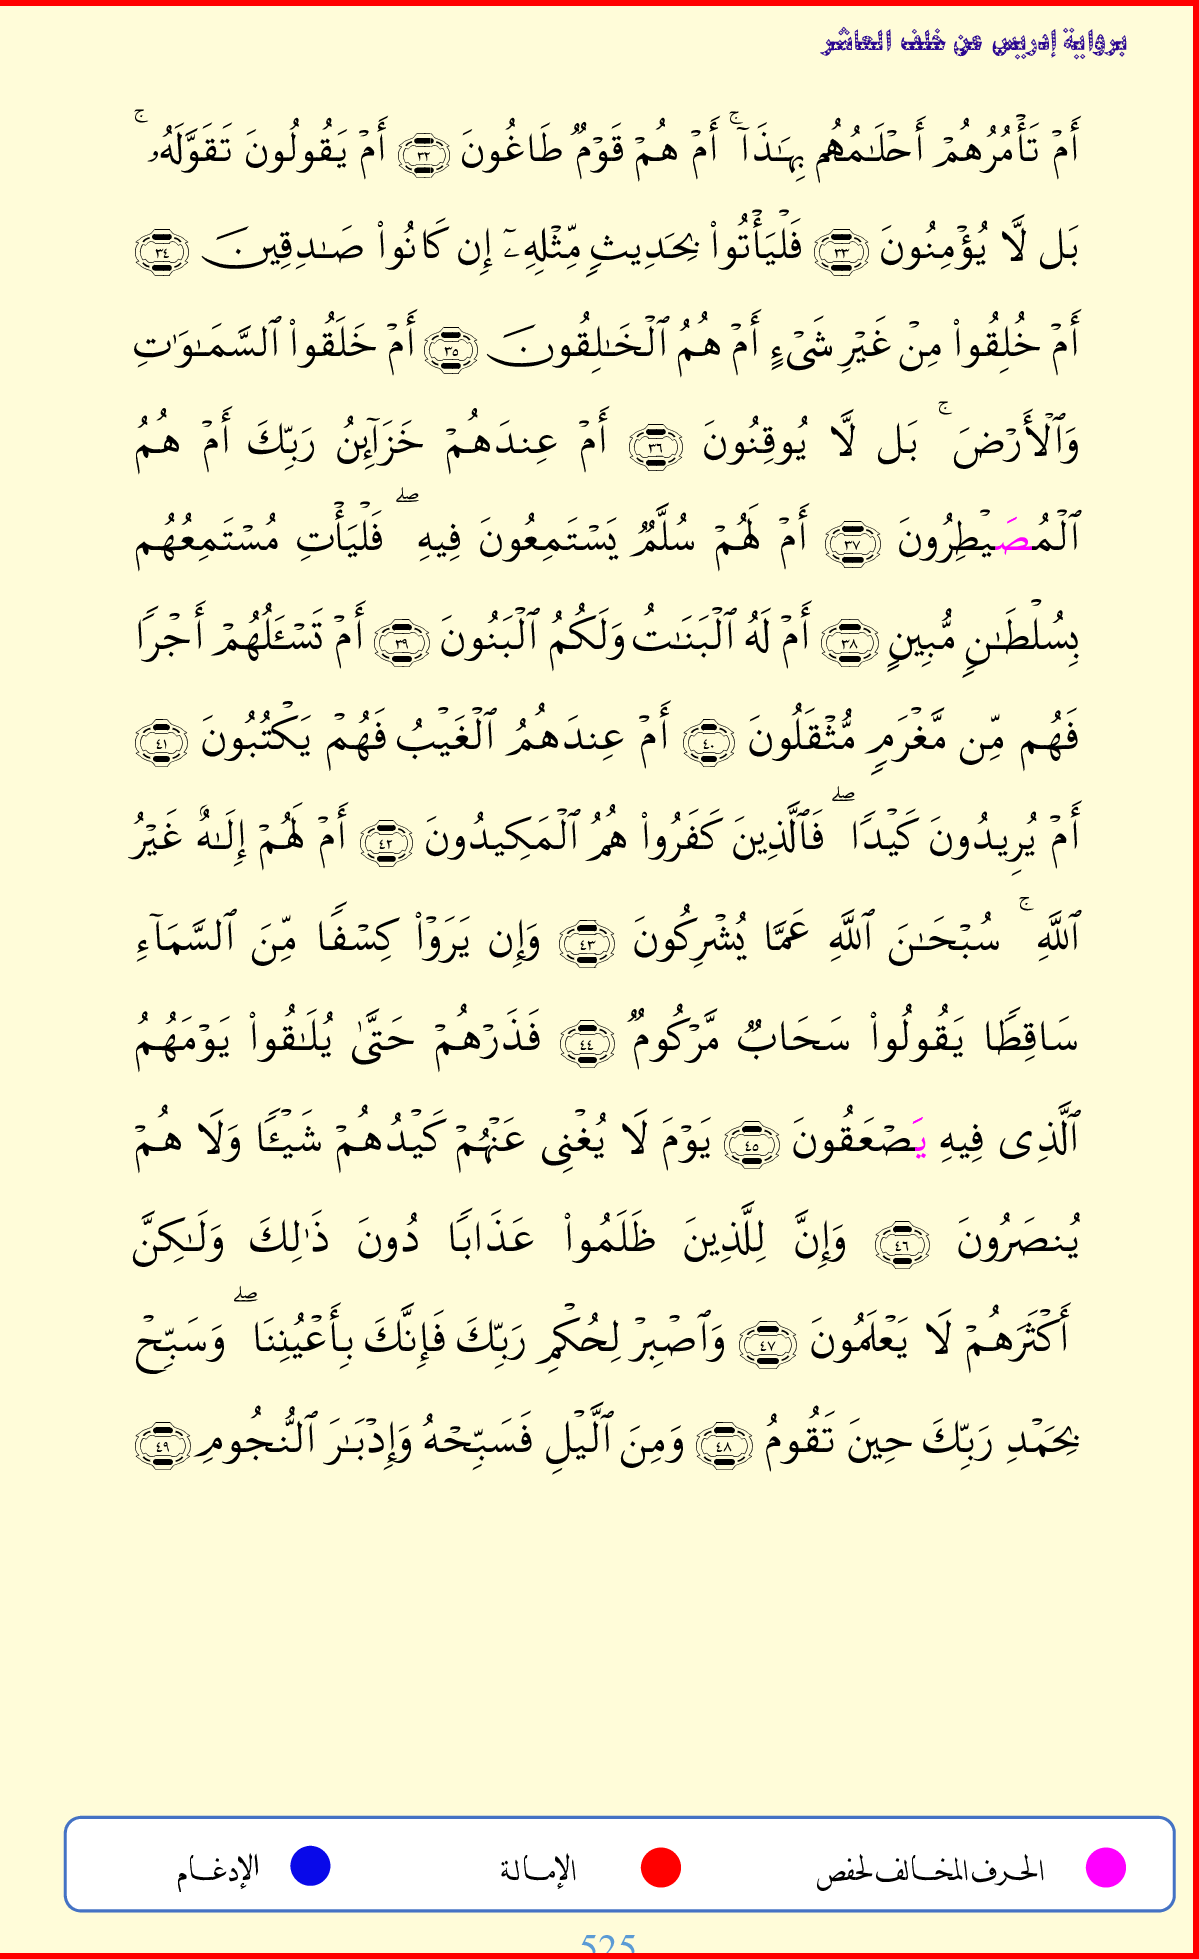 برواية إدريس عن خلف العاشر
أَمۡ تَأۡمُرُهُمۡ أَحۡلَٰمُهُم بِهَٰذَآۚ أَمۡ هُمۡ قَوۡمٞ طَاغُونَ ٣٢ أَمۡ يَقُولُونَ تَقَوَّلَهُۥۚ
بَل لَّا يُؤۡمِنُونَ ٣٣ فَلۡيَأۡتُواْ بِحَدِيثٖ مِّثۡلِهِۦٓ إِن كَانُواْ صَٰدِقِينَ ٣٤
أَمۡ خُلِقُواْ مِنۡ غَيۡرِ شَيۡءٍ أَمۡ هُمُ ٱلۡخَٰلِقُونَ ٣٥ أَمۡ خَلَقُواْ ٱلسَّمَٰوَٰتِ
وَٱلۡأَرۡضَۚ بَل لَّا يُوقِنُونَ ٣٦ أَمۡ عِندَهُمۡ خَزَآئِنُ رَبِّكَ أَمۡ هُمُ
ٱلۡمُصَيۡطِرُونَ ٣٧ أَمۡ لَهُمۡ سُلَّمٞ يَسۡتَمِعُونَ فِيهِۖ فَلۡيَأۡتِ مُسۡتَمِعُهُم
بِسُلۡطَٰنٖ مُّبِينٍ ٣٨ أَمۡ لَهُ ٱلۡبَنَٰتُ وَلَكُمُ ٱلۡبَنُونَ ٣٩ أَمۡ تَسۡـَٔلُهُمۡ أَجۡرٗا
فَهُم مِّن مَّغۡرَمٖ مُّثۡقَلُونَ ٤٠ أَمۡ عِندَهُمُ ٱلۡغَيۡبُ فَهُمۡ يَكۡتُبُونَ ٤١
أَمۡ يُرِيدُونَ كَيۡدٗاۖ فَٱلَّذِينَ كَفَرُواْ هُمُ ٱلۡمَكِيدُونَ ٤٢ أَمۡ لَهُمۡ إِلَٰهٌ غَيۡرُ
ٱللَّهِۚ سُبۡحَٰنَ ٱللَّهِ عَمَّا يُشۡرِكُونَ ٤٣ وَإِن يَرَوۡاْ كِسۡفٗا مِّنَ ٱلسَّمَآءِ
سَاقِطٗا يَقُولُواْ سَحَابٞ مَّرۡكُومٞ ٤٤ فَذَرۡهُمۡ حَتَّىٰ يُلَٰقُواْ يَوۡمَهُمُ
ٱلَّذِي فِيهِ يَصۡعَقُونَ ٤٥ يَوۡمَ لَا يُغۡنِي عَنۡهُمۡ كَيۡدُهُمۡ شَيۡـٔٗا وَلَا هُمۡ
يُنصَرُونَ ٤٦ وَإِنَّ لِلَّذِينَ ظَلَمُواْ عَذَابٗا دُونَ ذَٰلِكَ وَلَٰكِنَّ
أَكۡثَرَهُمۡ لَا يَعۡلَمُونَ ٤٧ وَٱصۡبِرۡ لِحُكۡمِ رَبِّكَ فَإِنَّكَ بِأَعۡيُنِنَاۖ وَسَبِّحۡ
بِحَمۡدِ رَبِّكَ حِينَ تَقُومُ ٤٨ وَمِنَ ٱلَّيۡلِ فَسَبِّحۡهُ وَإِدۡبَٰرَ ٱلنُّجُومِ ٤٩
الحرف المخالف لحفص الإمالة الإدغام
525